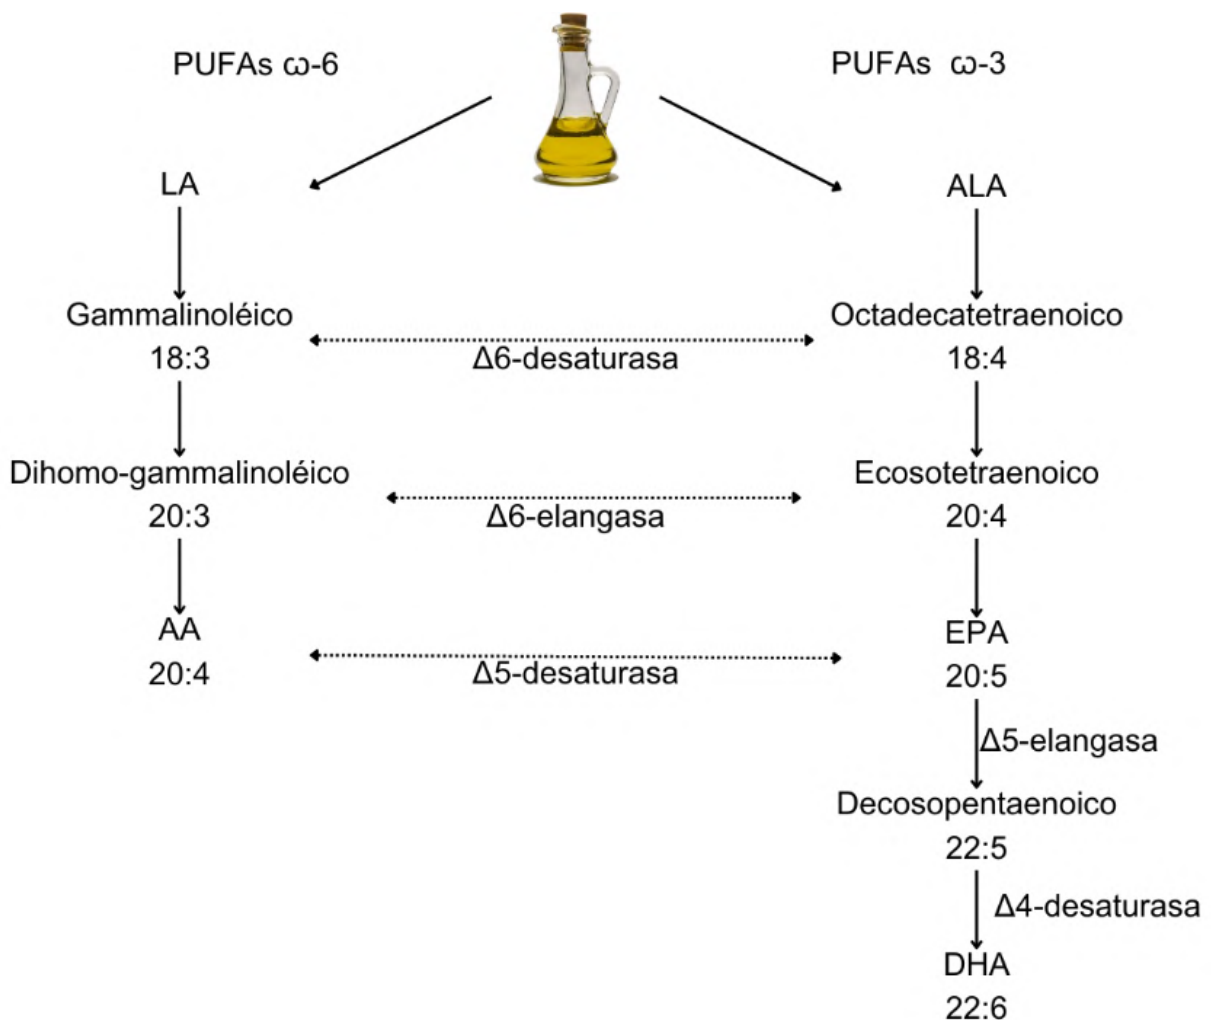 PUFAs ω-6
PUFAs ω-3
LA
ALA
Gammalinoléico
18:3
Octadecatetraenoico
18:4
Δ6-desaturasa
Dihomo-gammalinoléico
20:3
Ecosotetraenoico
20:4
Δ6-elangasa
AA
20:4
EPA
20:5
Δ5-desaturasa
Δ5-elangasa
Decosopentaenoico
22:5
Δ4-desaturasa
DHA
22:6